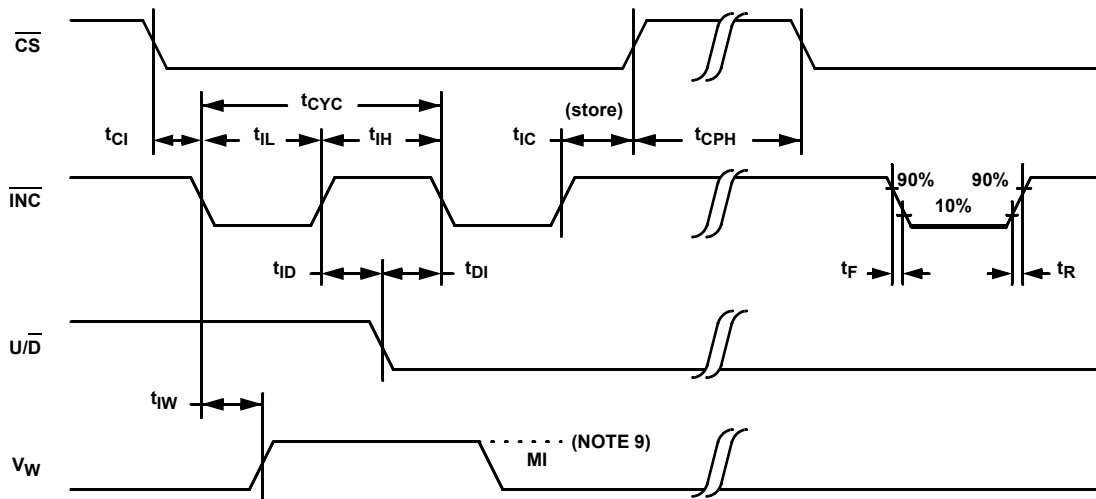 CS
tCYC
(store)
tCI
tIL
tIH
tIC
tCPH
INC
90%
90%
10%
tID
tDI
tF
tR
U/D
tIW
(NOTE 9)
MI
VW